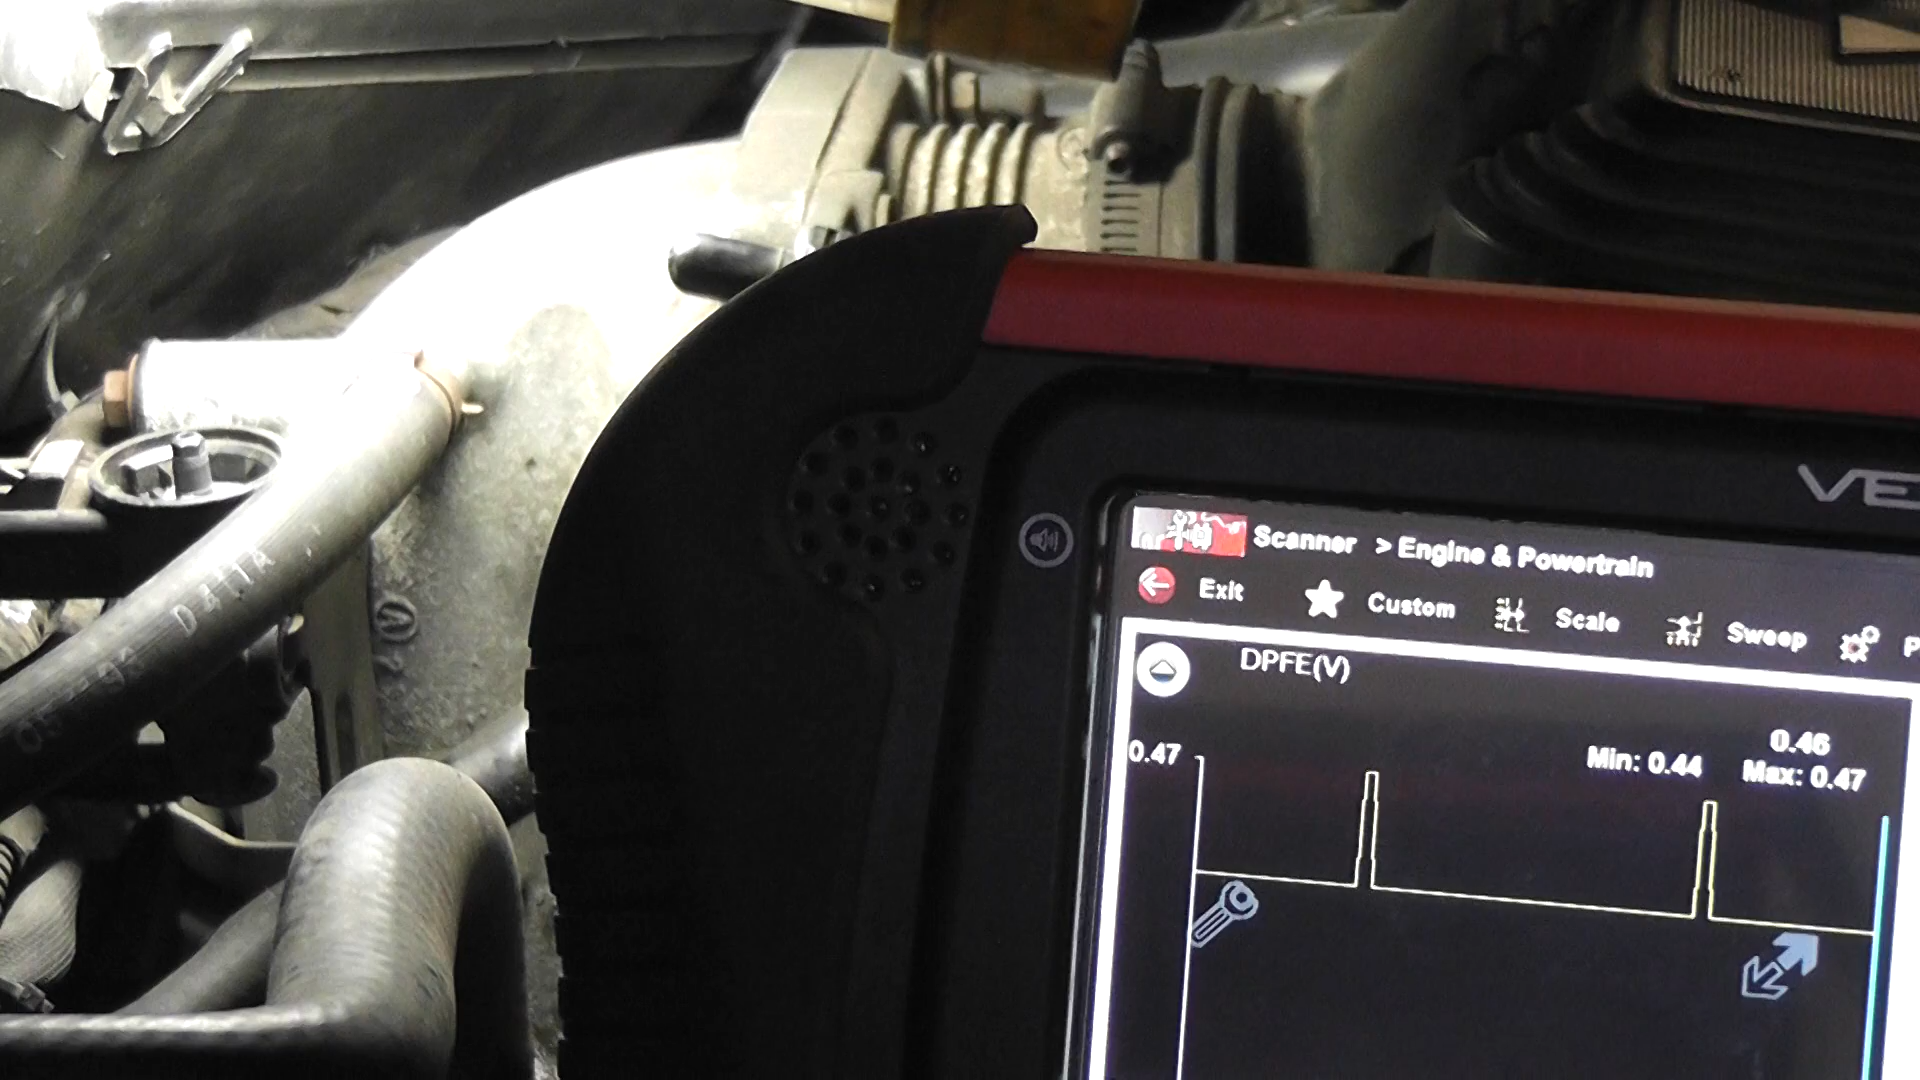 VE
Scanner > Engine & Powertrain
Exit Custom Scale Sweep P
DPFE(V)
0.46
0.47 Min: 0.44 Max: 0.47